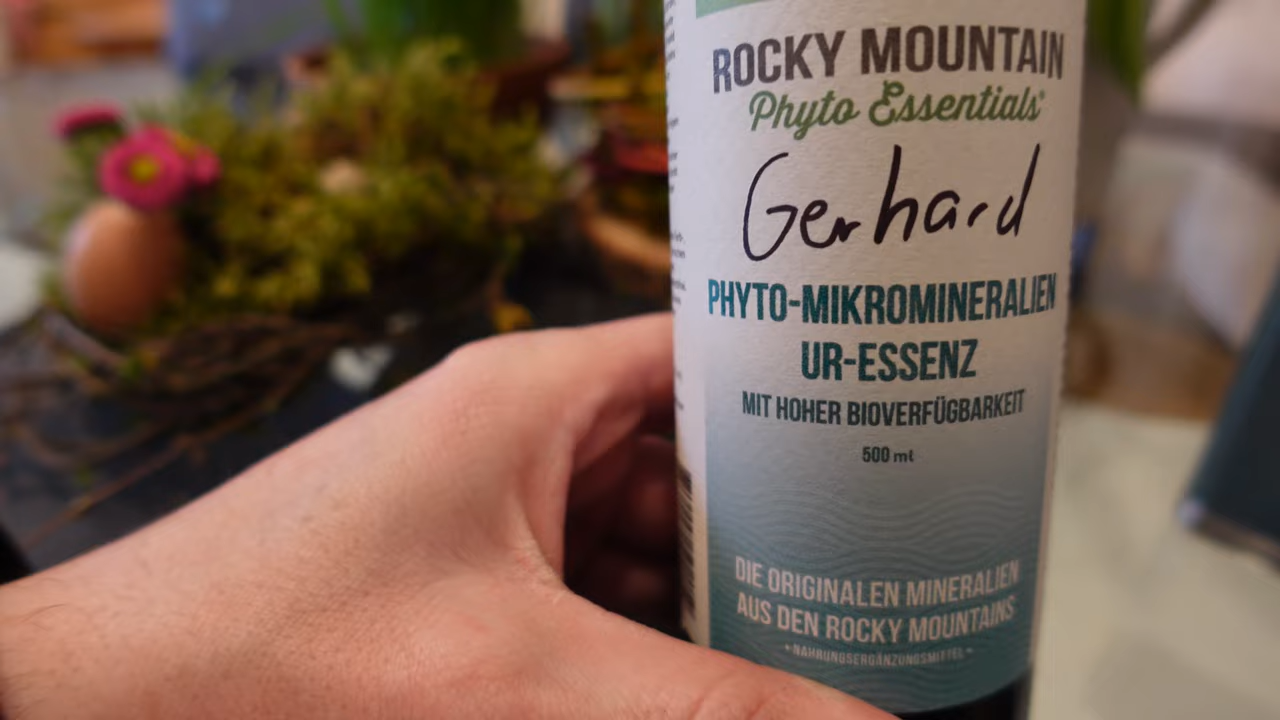 ROCKY MOUNTAIN
Phyto Essentials®
Gerhard
PHYTO-MIKROMINERALIEN
UR-ESSENZ
MIT HOHER BIOVERFÜGBARKEIT
500 ml
DIE ORIGINALEN MINERALIEN
AUS DEN ROCKY MOUNTAINS
•NAHRUNGSERGÄNZUNGSMITTEL•